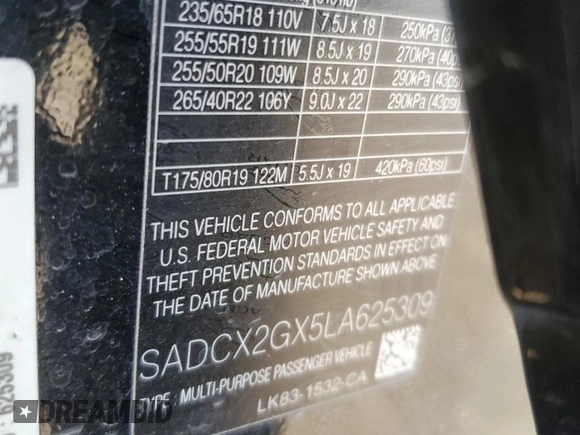 235/65R18 110V 7.5J x 18 250kPa
255/55R19 111W 8.5J x 19 270kPa (40psi
255/50R20 109W 8.5J x 20 290kPa (43psi)
265/40R22 106Y 9.0J x 22 290kPa (43psi)
T175/80R19 122M 5.5J x 19 420kPa (60psi)
THIS VEHICLE CONFORMS TO ALL APPLICABLE
U.S. FEDERAL MOTOR VEHICLE SAFETY AND
THEFT PREVENTION STANDARDS IN EFFECT ON
THE DATE OF MANUFACTURE SHOWN ABOVE.
SADCX2GX5LA625309
TYPE: MULTI-PURPOSE PASSENGER VEHICLE
LK83-1532-CA
625309
DREAMBID